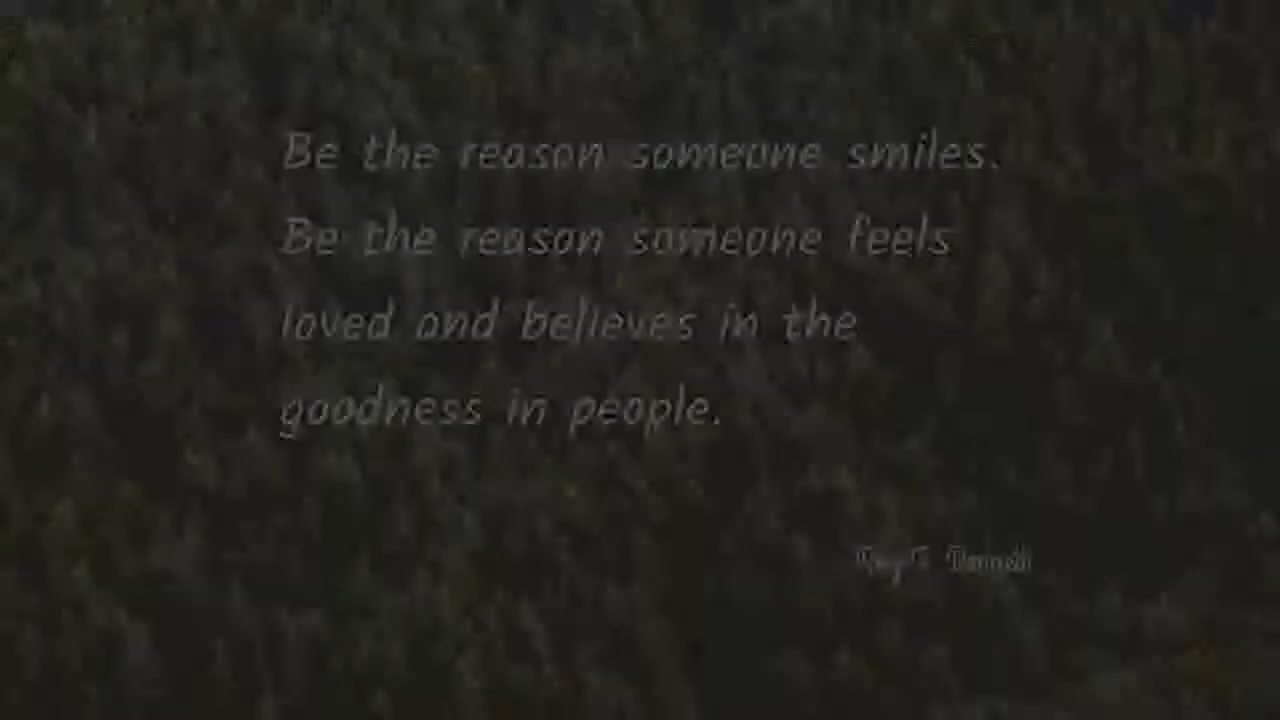 Be the reason someone smiles.
Be the reason someone feels
loved and believes in the
goodness in people.